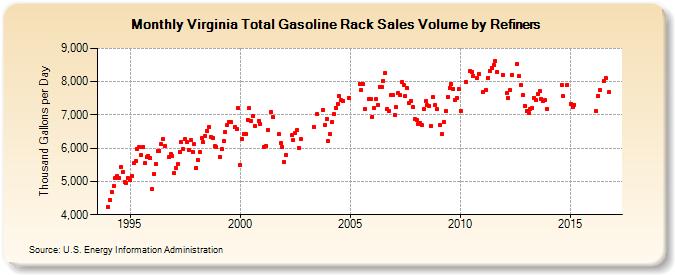 Monthly Virginia Total Gasoline Rack Sales Volume by Refiners
Thousand Gallons per Day
9,000
8,000
7,000
6,000
5,000
4,000
1995 2000 2005 2010 2015
Source: U.S. Energy Information Administration